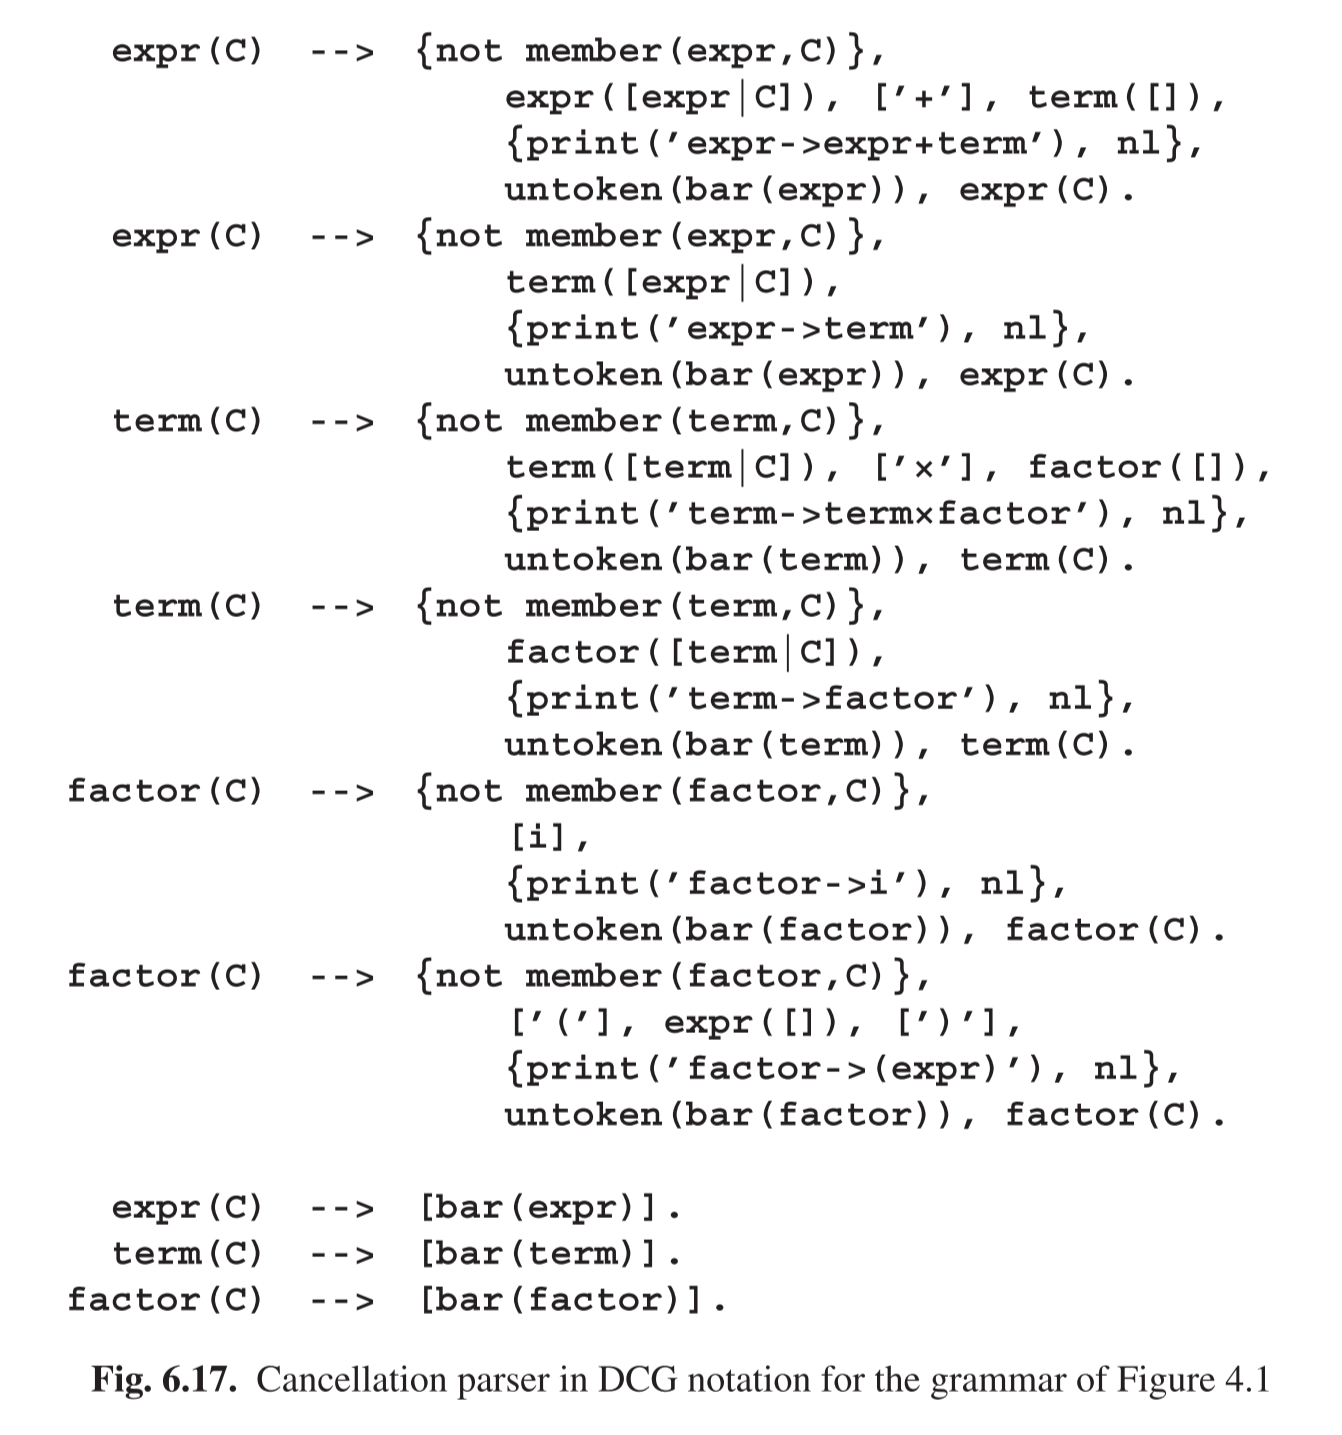 expr(C) --> {not member(expr,C)},
expr([expr|C]), ['+'], term([]),
{print('expr->expr+term'), nl},
untoken(bar(expr)), expr(C).
expr(C) --> {not member(expr,C)},
term([expr|C]),
{print('expr->term'), nl},
untoken(bar(expr)), expr(C).
term(C) --> {not member(term,C)},
term([term|C]), ['×'], factor([]),
{print('term->term×factor'), nl},
untoken(bar(term)), term(C).
term(C) --> {not member(term,C)},
factor([term|C]),
{print('term->factor'), nl},
untoken(bar(term)), term(C).
factor(C) --> {not member(factor,C)},
[i],
{print('factor->i'), nl},
untoken(bar(factor)), factor(C).
factor(C) --> {not member(factor,C)},
['('], expr([]), [')'],
{print('factor->(expr)'), nl},
untoken(bar(factor)), factor(C).
expr(C) --> [bar(expr)].
term(C) --> [bar(term)].
factor(C) --> [bar(factor)].
Fig. 6.17. Cancellation parser in DCG notation for the grammar of Figure 4.1